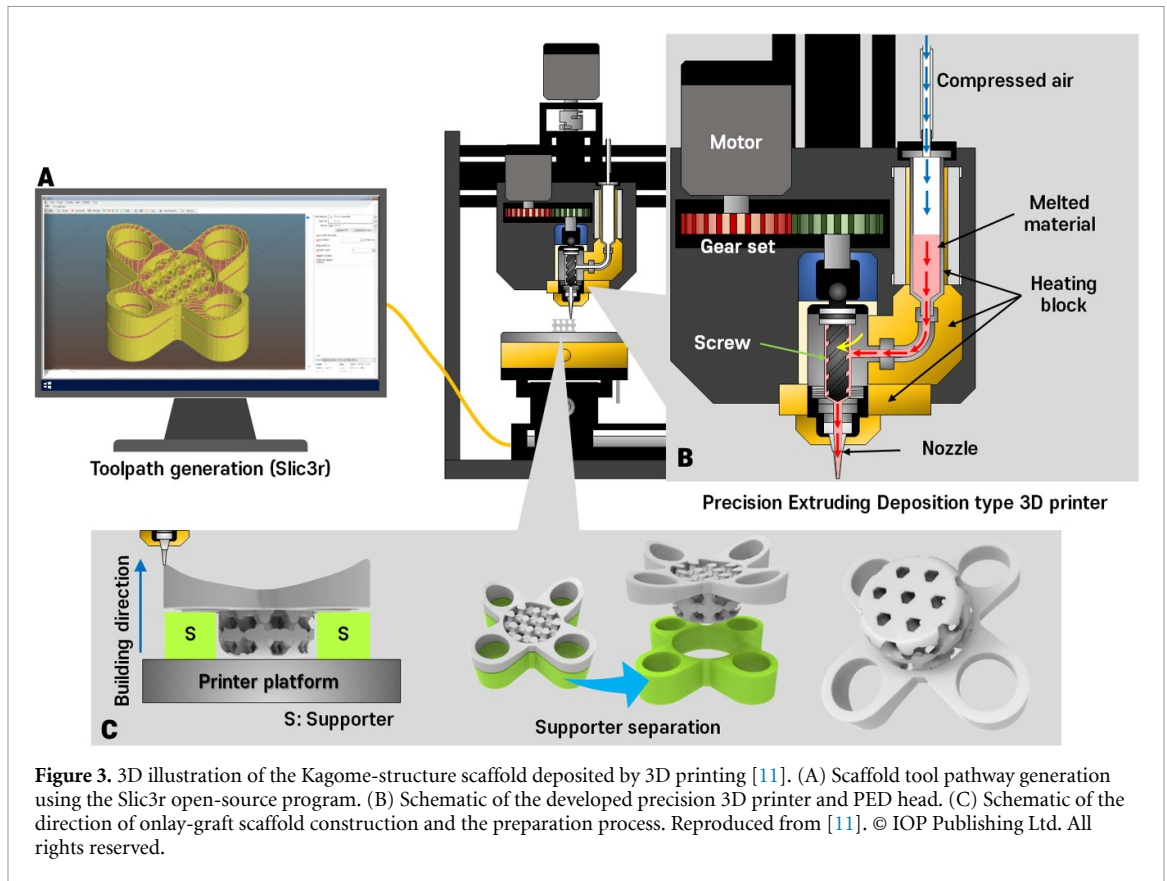 A
Toolpath generation (Slic3r)
Compressed air
Motor
Melted
material
Gear set
Heating
block
Screw
Nozzle
B
Precision Extruding Deposition type 3D printer
Building direction
S
S
Printer platform
S: Supporter
C
Supporter separation
Figure 3. 3D illustration of the Kagome-structure scaffold deposited by 3D printing [11]. (A) Scaffold tool pathway generation
using the Slic3r open-source program. (B) Schematic of the developed precision 3D printer and PED head. (C) Schematic of the
direction of onlay-graft scaffold construction and the preparation process. Reproduced from [11]. © IOP Publishing Ltd. All
rights reserved.